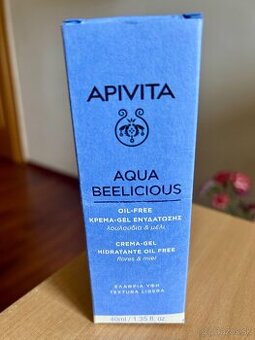 APIVITA
AQUA
BEELICIOUS
OIL-FREE
ΚΡΕΜΑ-GEL ΕΝΥΔΑΤΩΣΗΣ
λουλούδια & μέλι
CREMA-GEL
HIDRATANTE OIL FREE
flores & miel
ΕΛΑΦΡΙΑ ΥΦΗ
TEXTURA LIGERA
40ml / 1.35 fl. oz.